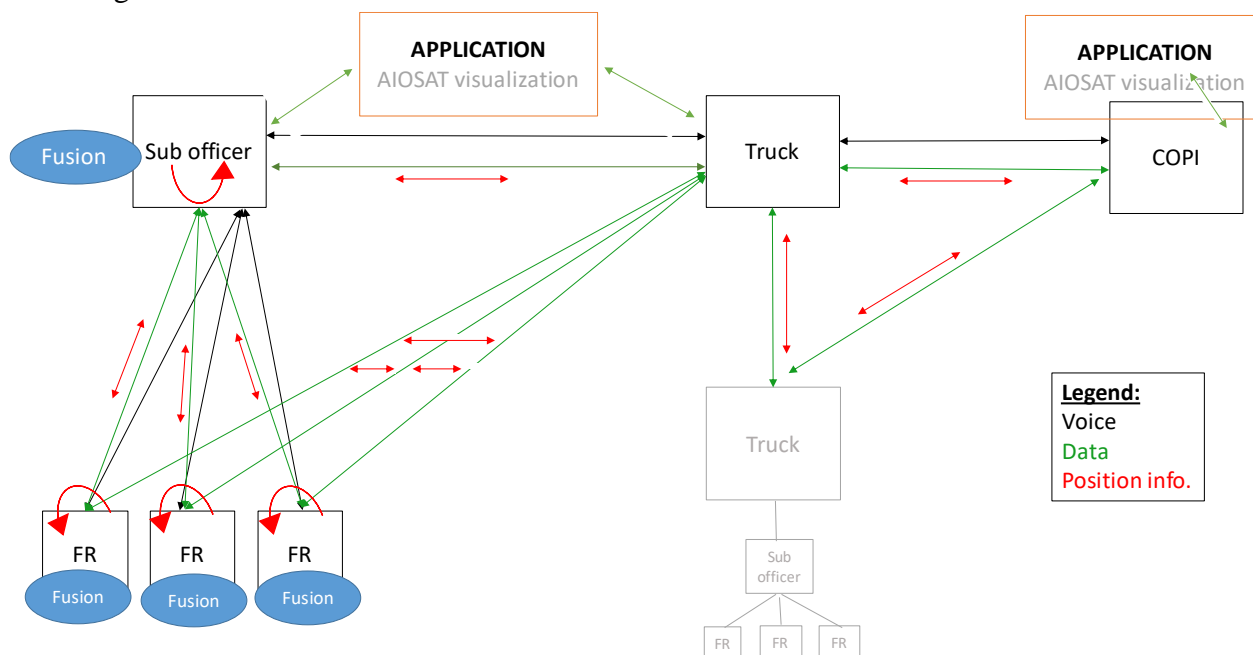 APPLICATION
AIOSAT visualization
APPLICATION
AIOSAT visualization
Fusion
Sub officer
Truck
COPI
Truck
Legend:
Voice
Data
Position info.
FR
FR
FR
Fusion
Fusion
Fusion
Sub
officer
FR
FR
FR